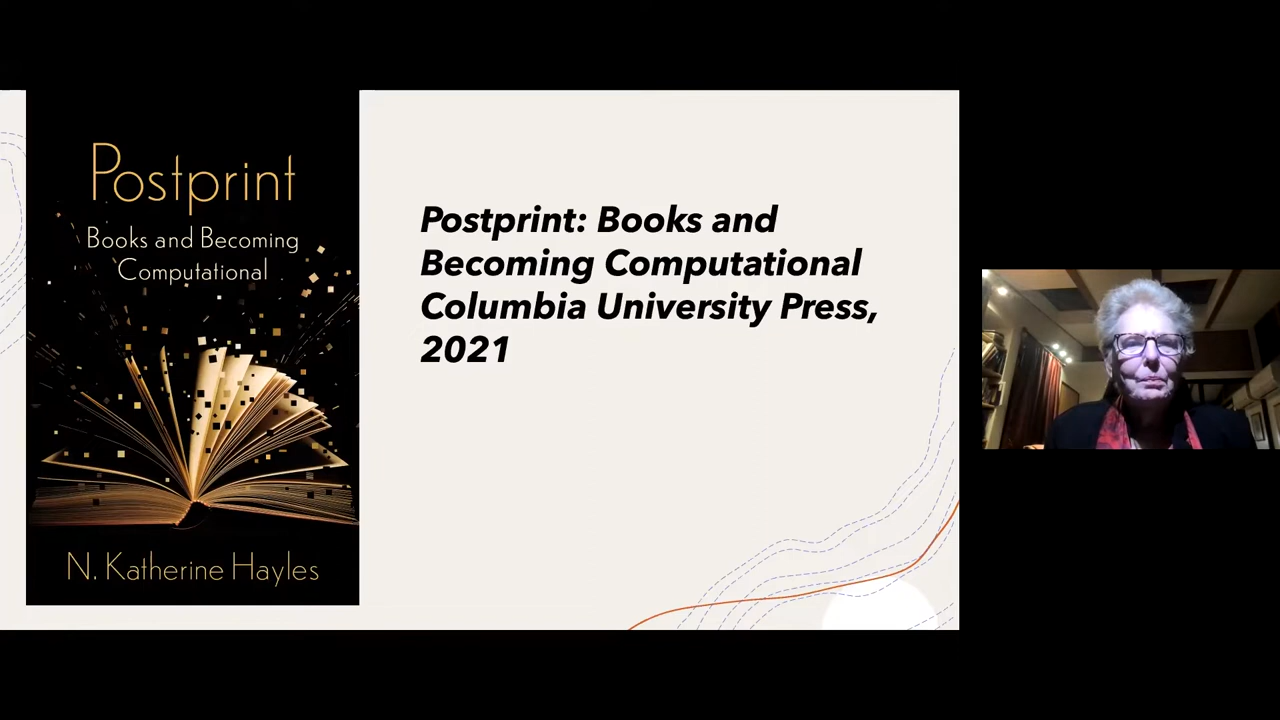 Postprint
Books and Becoming
Computational
N. Katherine Hayles
Postprint: Books and
Becoming Computational
Columbia University Press,
2021